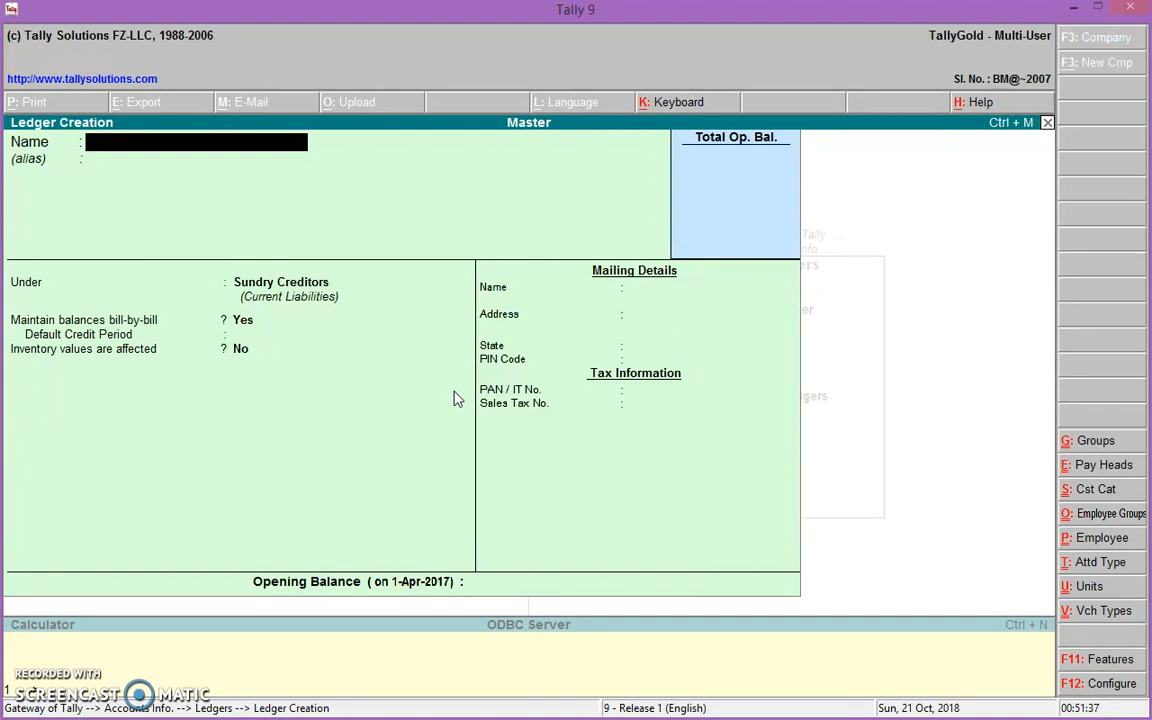 Tally 9
(c) Tally Solutions FZ-LLC, 1988-2006
TallyGold - Multi-User
http://www.tallysolutions.com
Sl. No. : BM@~2007
F3: Company
F3: New Cmp
P: Print
E: Export
M: E-Mail
O: Upload
L: Language
K: Keyboard
H: Help
Ledger Creation
Master
Ctrl + M
Name :
(alias) :
Total Op. Bal.
Under : Sundry Creditors
(Current Liabilities)
Maintain balances bill-by-bill ? Yes
Default Credit Period :
Inventory values are affected ? No
Mailing Details
Name :
Address :
State :
PIN Code :
Tax Information
PAN / IT No. :
Sales Tax No. :
Opening Balance ( on 1-Apr-2017) :
Tally ....
G: Groups
E: Pay Heads
S: Cst Cat
O: Employee Groups
P: Employee
T: Attd Type
U: Units
V: Vch Types
F11: Features
F12: Configure
Calculator
ODBC Server
Ctrl + N
1
RECORDED WITH
SCREENCAST MATIC
Gateway of Tally --> Accounts Info. --> Ledgers --> Ledger Creation
9 - Release 1 (English)
Sun, 21 Oct, 2018
00:51:37